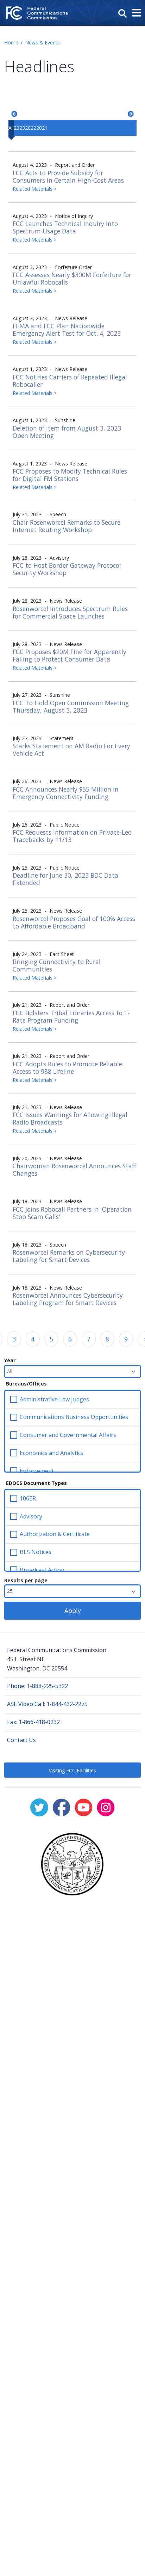 FC Federal Communications Commission
Home / News & Events
Headlines
All 2023 2022 2021
August 4, 2023 - Report and Order
FCC Acts to Provide Subsidy for
Consumers in Certain High-Cost Areas
Related Materials >
August 4, 2023 - Notice of Inquiry
FCC Launches Technical Inquiry Into
Spectrum Usage Data
Related Materials >
August 3, 2023 - Forfeiture Order
FCC Assesses Nearly $300M Forfeiture for
Unlawful Robocalls
Related Materials >
August 3, 2023 - News Release
FEMA and FCC Plan Nationwide
Emergency Alert Test for Oct. 4, 2023
Related Materials >
August 1, 2023 - News Release
FCC Notifies Carriers of Repeated Illegal
Robocaller
Related Materials >
August 1, 2023 - Sunshine
Deletion of Item from August 3, 2023
Open Meeting
August 1, 2023 - News Release
FCC Proposes to Modify Technical Rules
for Digital FM Stations
Related Materials >
July 31, 2023 - Speech
Chair Rosenworcel Remarks to Secure
Internet Routing Workshop
July 28, 2023 - Advisory
FCC to Host Border Gateway Protocol
Security Workshop
July 28, 2023 - News Release
Rosenworcel Introduces Spectrum Rules
for Commercial Space Launches
July 28, 2023 - News Release
FCC Proposes $20M Fine for Apparently
Failing to Protect Consumer Data
Related Materials >
July 27, 2023 - Sunshine
FCC To Hold Open Commission Meeting
Thursday, August 3, 2023
July 27, 2023 - Statement
Starks Statement on AM Radio For Every
Vehicle Act
July 26, 2023 - News Release
FCC Announces Nearly $55 Million in
Emergency Connectivity Funding
July 26, 2023 - Public Notice
FCC Requests Information on Private-Led
Tracebacks by 11/13
July 25, 2023 - Public Notice
Deadline for June 30, 2023 BDC Data
Extended
July 25, 2023 - News Release
Rosenworcel Proposes Goal of 100% Access
to Affordable Broadband
July 24, 2023 - Fact Sheet
Bringing Connectivity to Rural
Communities
Related Materials >
July 21, 2023 - Report and Order
FCC Bolsters Tribal Libraries Access to E-
Rate Program Funding
Related Materials >
July 21, 2023 - Report and Order
FCC Adopts Rules to Promote Reliable
Access to 988 Lifeline
Related Materials >
July 21, 2023 - News Release
FCC Issues Warnings for Allowing Illegal
Radio Broadcasts
Related Materials >
July 20, 2023 - News Release
Chairwoman Rosenworcel Announces Staff
Changes
July 18, 2023 - News Release
FCC Joins Robocall Partners in 'Operation
Stop Scam Calls'
July 18, 2023 - Speech
Rosenworcel Remarks on Cybersecurity
Labeling for Smart Devices
July 18, 2023 - News Release
Rosenworcel Announces Cybersecurity
Labeling Program for Smart Devices
3 4 5 6 7 8 9
Year
All
Bureaus/Offices
Administrative Law Judges
Communications Business Opportunities
Consumer and Governmental Affairs
Economics and Analytics
Enforcement
EDOCS Document Types
106ER
Advisory
Authorization & Certificate
BLS Notices
Broadcast Action
Results per page
25
Apply
Federal Communications Commission
45 L Street NE
Washington, DC 20554
Phone: 1-888-225-5322
ASL Video Call: 1-844-432-2275
Fax: 1-866-418-0232
Contact Us
Visiting FCC Facilities